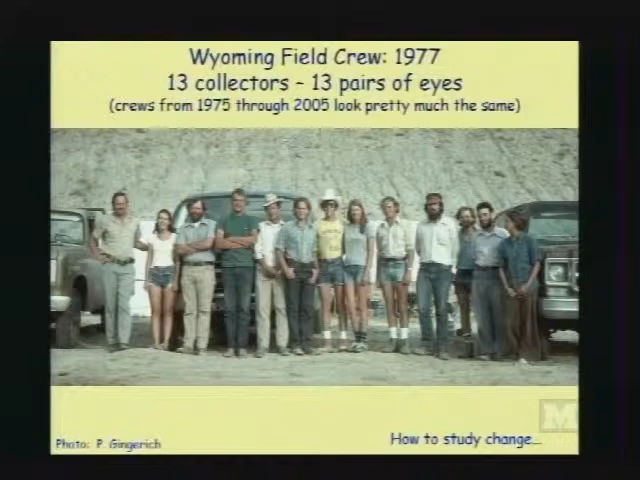 Wyoming Field Crew: 1977
13 collectors - 13 pairs of eyes
(crews from 1975 through 2005 look pretty much the same)
M
Photo: P. Gingerich
How to study change...